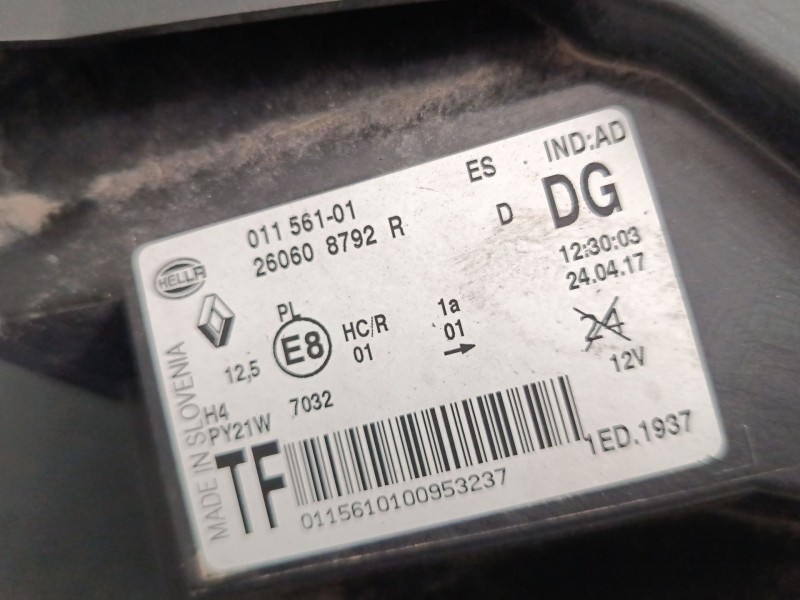 ES
IND:AD
011 561-01
26060 8792 R
D
DG
HELLA
12:30:03
24.04.17
PL
E8
HC/R
01
1a
01
24
12V
12,5
7032
H4
PY21W
MADE IN SLOVENIA
TF
1ED.1937
0115610100953237